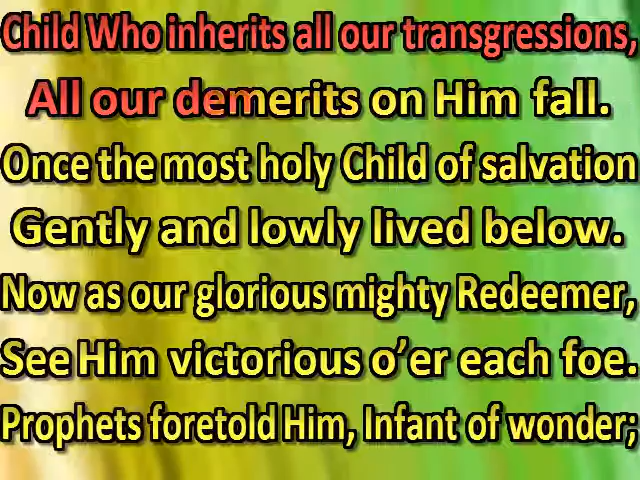 Child Who inherits all our transgressions,
All our demerits on Him fall.
Once the most holy Child of salvation
Gently and lowly lived below.
Now as our glorious mighty Redeemer,
See Him victorious o’er each foe.
Prophets foretold Him, Infant of wonder;